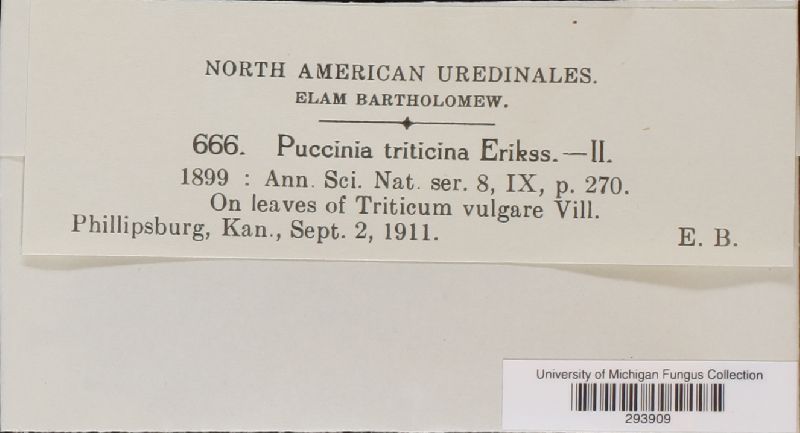 NORTH AMERICAN UREDINALES.
ELAM BARTHOLOMEW.
666. Puccinia triticina Erikss.—II.
1899 : Ann. Sci. Nat. ser. 8, IX, p. 270.
On leaves of Triticum vulgare Vill.
Phillipsburg, Kan., Sept. 2, 1911. E. B.
University of Michigan Fungus Collection
293909